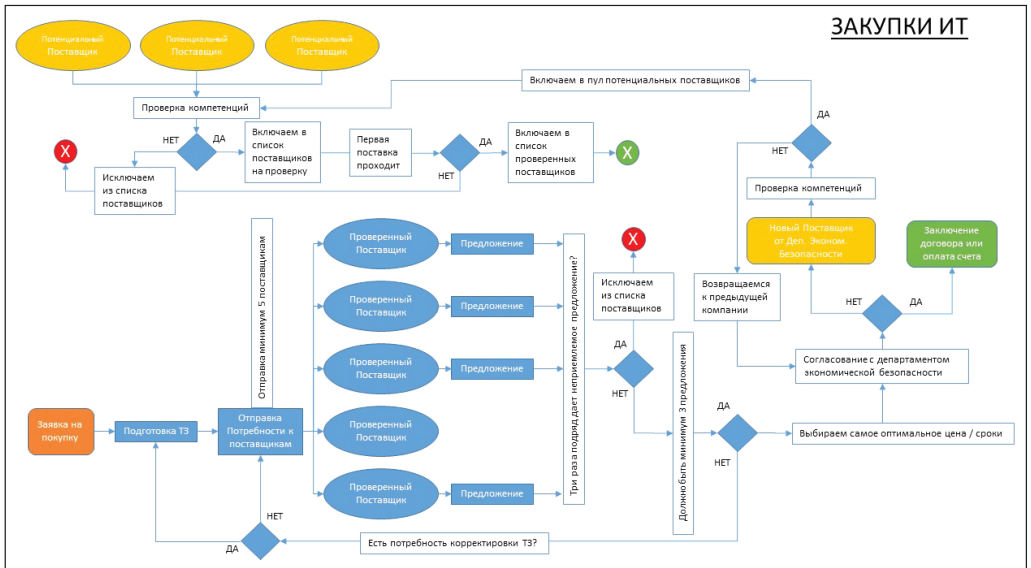 ЗАКУПКИ ИТ
Потенциальный
Поставщик
Потенциальный
Поставщик
Потенциальный
Поставщик
Включаем в пул потенциальных поставщиков
Проверка компетенций
ДА
НЕТ
ДА
НЕТ
Включаем в
список
поставщиков
на проверку
Первая
поставка
проходит
ДА
НЕТ
Включаем в
список
проверенных
поставщиков
X
X
Исключаем
из списка
поставщиков
Проверка компетенций
Новый Поставщик
от Деп. Эконом.
Безопасности
Заключение
договора или
оплата счета
Отправка минимум 5 поставщикам
Проверенный
Поставщик
Предложение
Проверенный
Поставщик
Предложение
Проверенный
Поставщик
Предложение
Проверенный
Поставщик
Проверенный
Поставщик
Предложение
Три раза подряд дает неприемлемое предложение?
X
Исключаем
из списка
поставщиков
ДА
НЕТ
Возвращаемся
к предыдущей
компании
НЕТ
ДА
Согласование с департаментом
экономической безопасности
Должно быть минимум 3 предложения
ДА
НЕТ
Выбираем самое оптимальное цена / сроки
Заявка на
покупку
Подготовка ТЗ
Отправка
Потребности к
поставщикам
НЕТ
ДА
Есть потребность корректировки ТЗ?